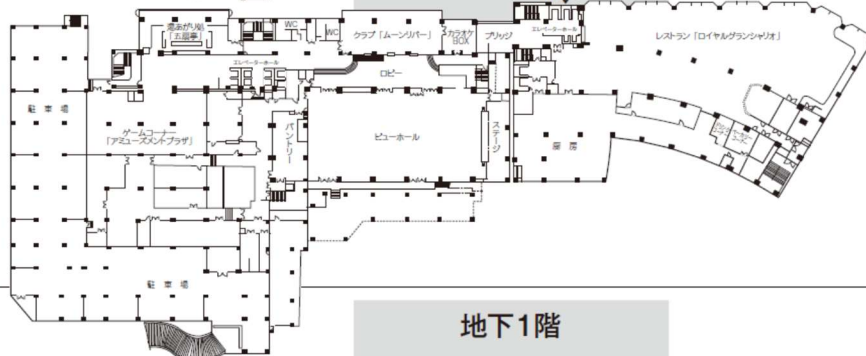 湯あがり処
「五扇亭」
WC
WC
クラブ「ムーンリバー」
カラオケ
BOX
ブリッジ
エレベーターホール
レストラン「ロイヤルグランシャリオ」
エレベーターホール
ロビー
駐車場
ゲームコーナー
「アミューズメントプラザ」
パントリー
ビューホール
ステージ
厨房
コーナー
駐車場
地下1階